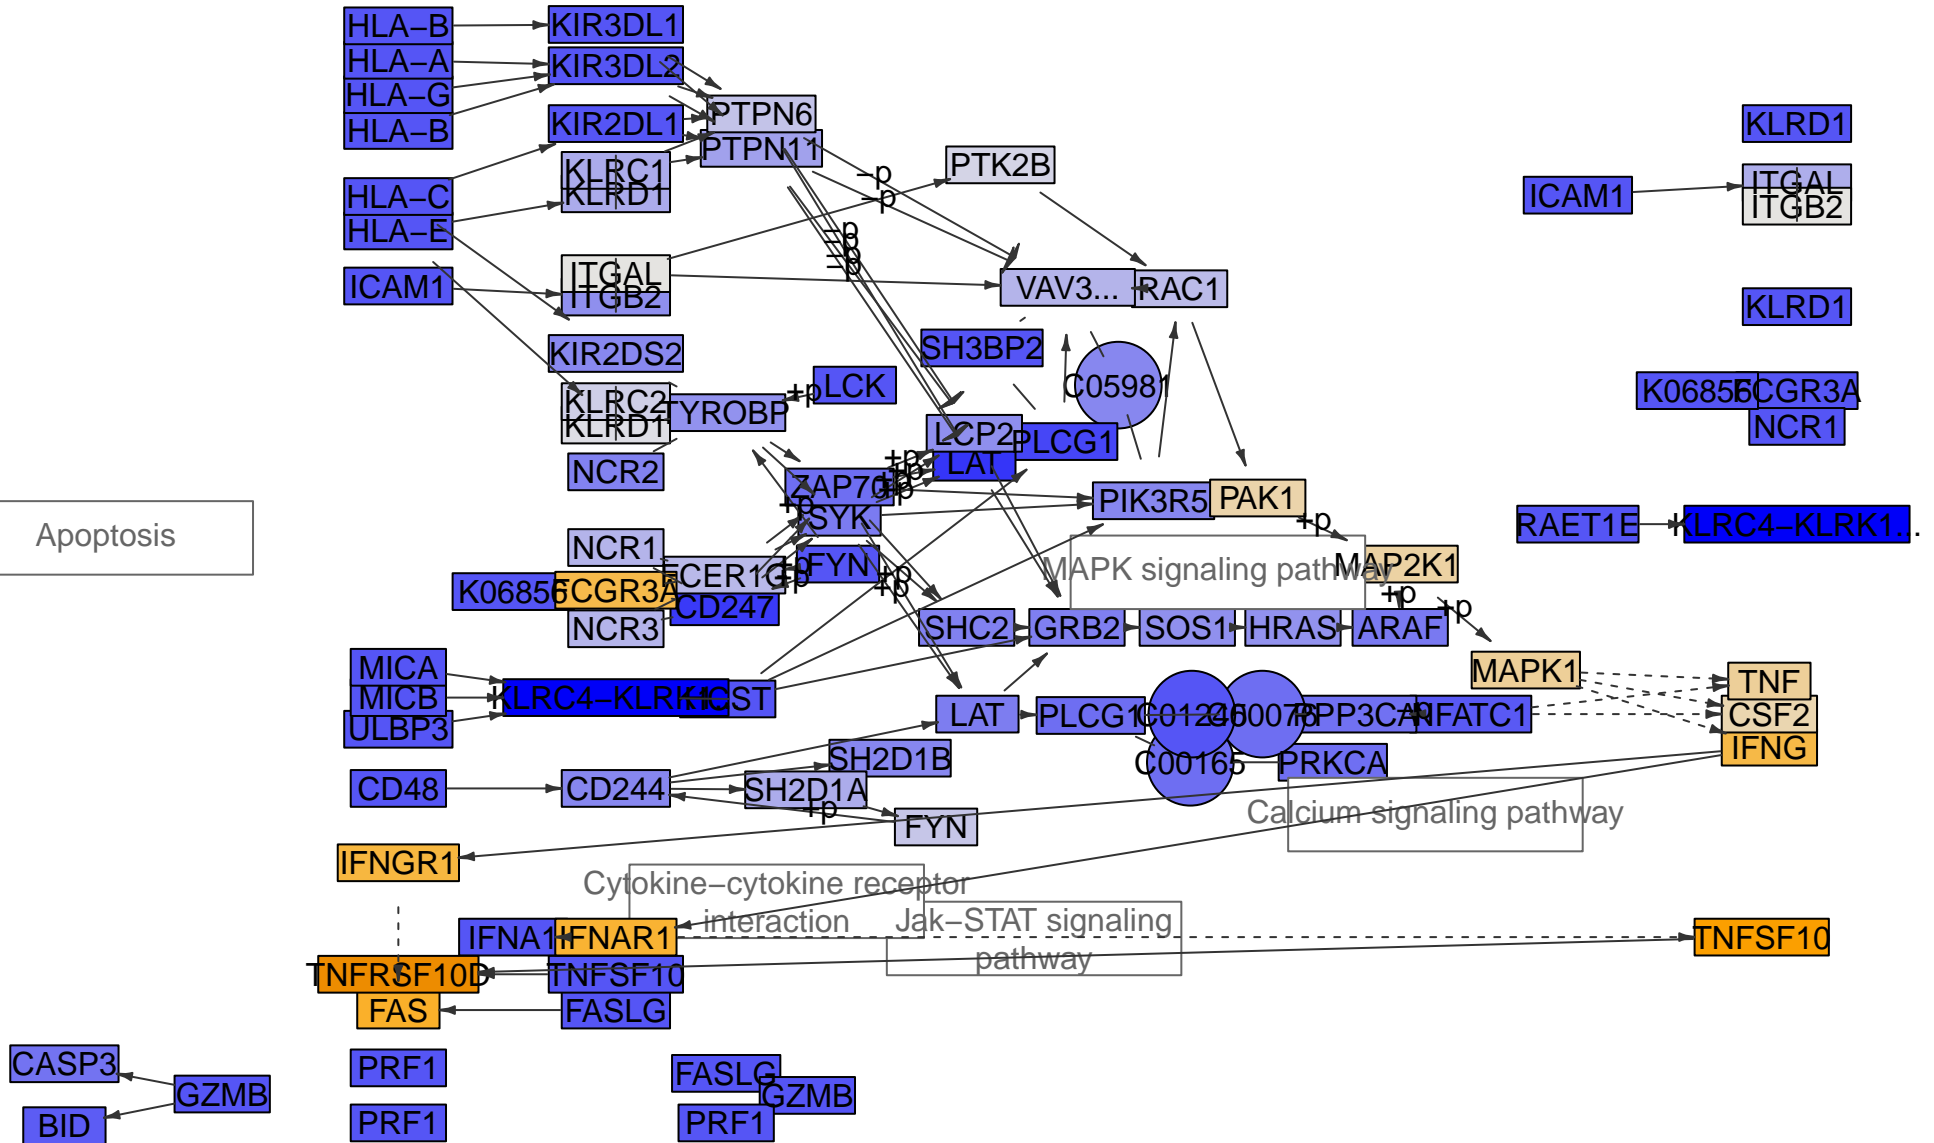 HLA−B
KIR3DL1
HLA−A
KIR3DL2
HLA−G
HLA−B
PTPN6
KIR2DL1
PTPN11
KLRD1
KLRC1
KLRD1
PTK2B
−p
−p
ITGAL
ITGB2
ICAM1
HLA−C
HLA−E
−p
−p
−p
−p
ITGAL
ITGB2
ICAM1
VAV3...
RAC1
KLRD1
KIR2DS2
SH3BP2
LCK
+p
C05981
K06856
FCGR3A
NCR1
KLRC2
KLRD1
TYROBP
LCP2
PLCG1
LAT
NCR2
ZAP70
+p
+p
+p
+p
+p
SYK
PIK3R5
PAK1
+p
RAET1E
KLRC4−KLRK1...
Apoptosis
NCR1
FCER1G
FYN
+p
+p
+p
+p
MAPK signaling pathway
MAP2K1
K06856
FCGR3A
CD247
+p
+p
NCR3
SHC2
GRB2
SOS1
HRAS
ARAF
MICA
MICB
ULBP3
KLRC4−KLRK1
HCST
MAPK1
TNF
CSF2
IFNG
LAT
PLCG1
C01245
C00076
PPP3CA
−p
NFATC1
SH2D1B
C00165
PRKCA
CD48
CD244
SH2D1A
+p
FYN
Calcium signaling pathway
IFNGR1
Cytokine−cytokine receptor
interaction
Jak−STAT signaling
pathway
IFNA1
IFNAR1
TNFSF10
TNFRSF10D
TNFSF10
FAS
FASLG
CASP3
PRF1
FASLG
GZMB
GZMB
BID
PRF1
PRF1